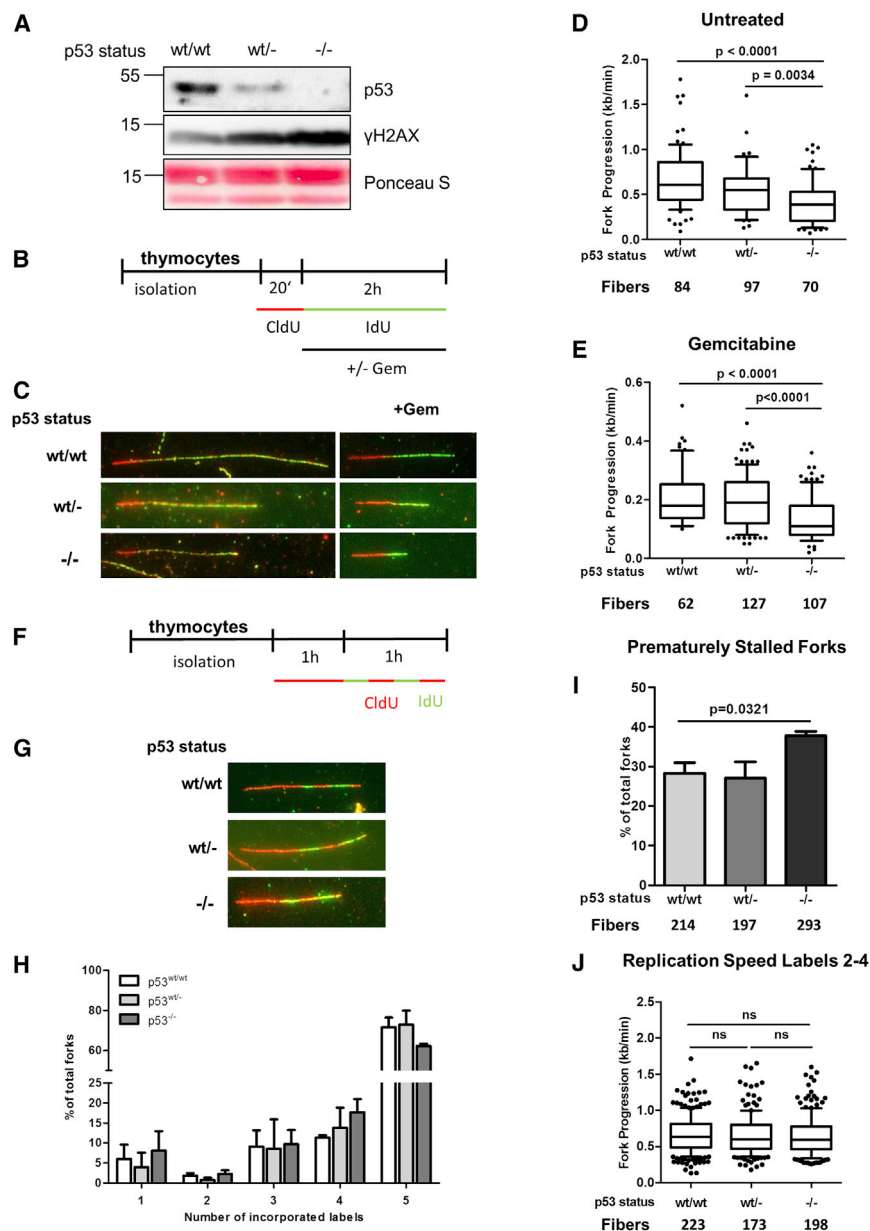 A
p53 status wt/wt wt/- -/-
55
p53
15
γH2AX
15
Ponceau S
B
thymocytes
isolation 20' 2h
CldU IdU
+/- Gem
C
p53 status
+Gem
wt/wt
wt/-
-/-
D
Untreated
p < 0.0001
p = 0.0034
Fork Progression (kb/min)
2.0
1.5
1.0
0.5
0.0
p53 status wt/wt wt/- -/-
Fibers 84 97 70
E
Gemcitabine
p < 0.0001
p<0.0001
Fork Progression (kb/min)
0.6
0.4
0.2
0.0
p53 status wt/wt wt/- -/-
Fibers 62 127 107
F
thymocytes
isolation 1h 1h
CldU IdU
G
p53 status
wt/wt
wt/-
-/-
H
% of total forks
100
80
60
25
20
15
10
5
0
p53wt/wt
p53wt/-
p53-/-
1 2 3 4 5
Number of incorporated labels
Prematurely Stalled Forks
I
p=0.0321
% of total forks
50
40
30
20
10
0
p53 status wt/wt wt/- -/-
Fibers 214 197 293
J
Replication Speed Labels 2-4
ns
ns ns
Fork Progression (kb/min)
2.5
2.0
1.5
1.0
0.5
0.0
p53 status wt/wt wt/- -/-
Fibers 223 173 198